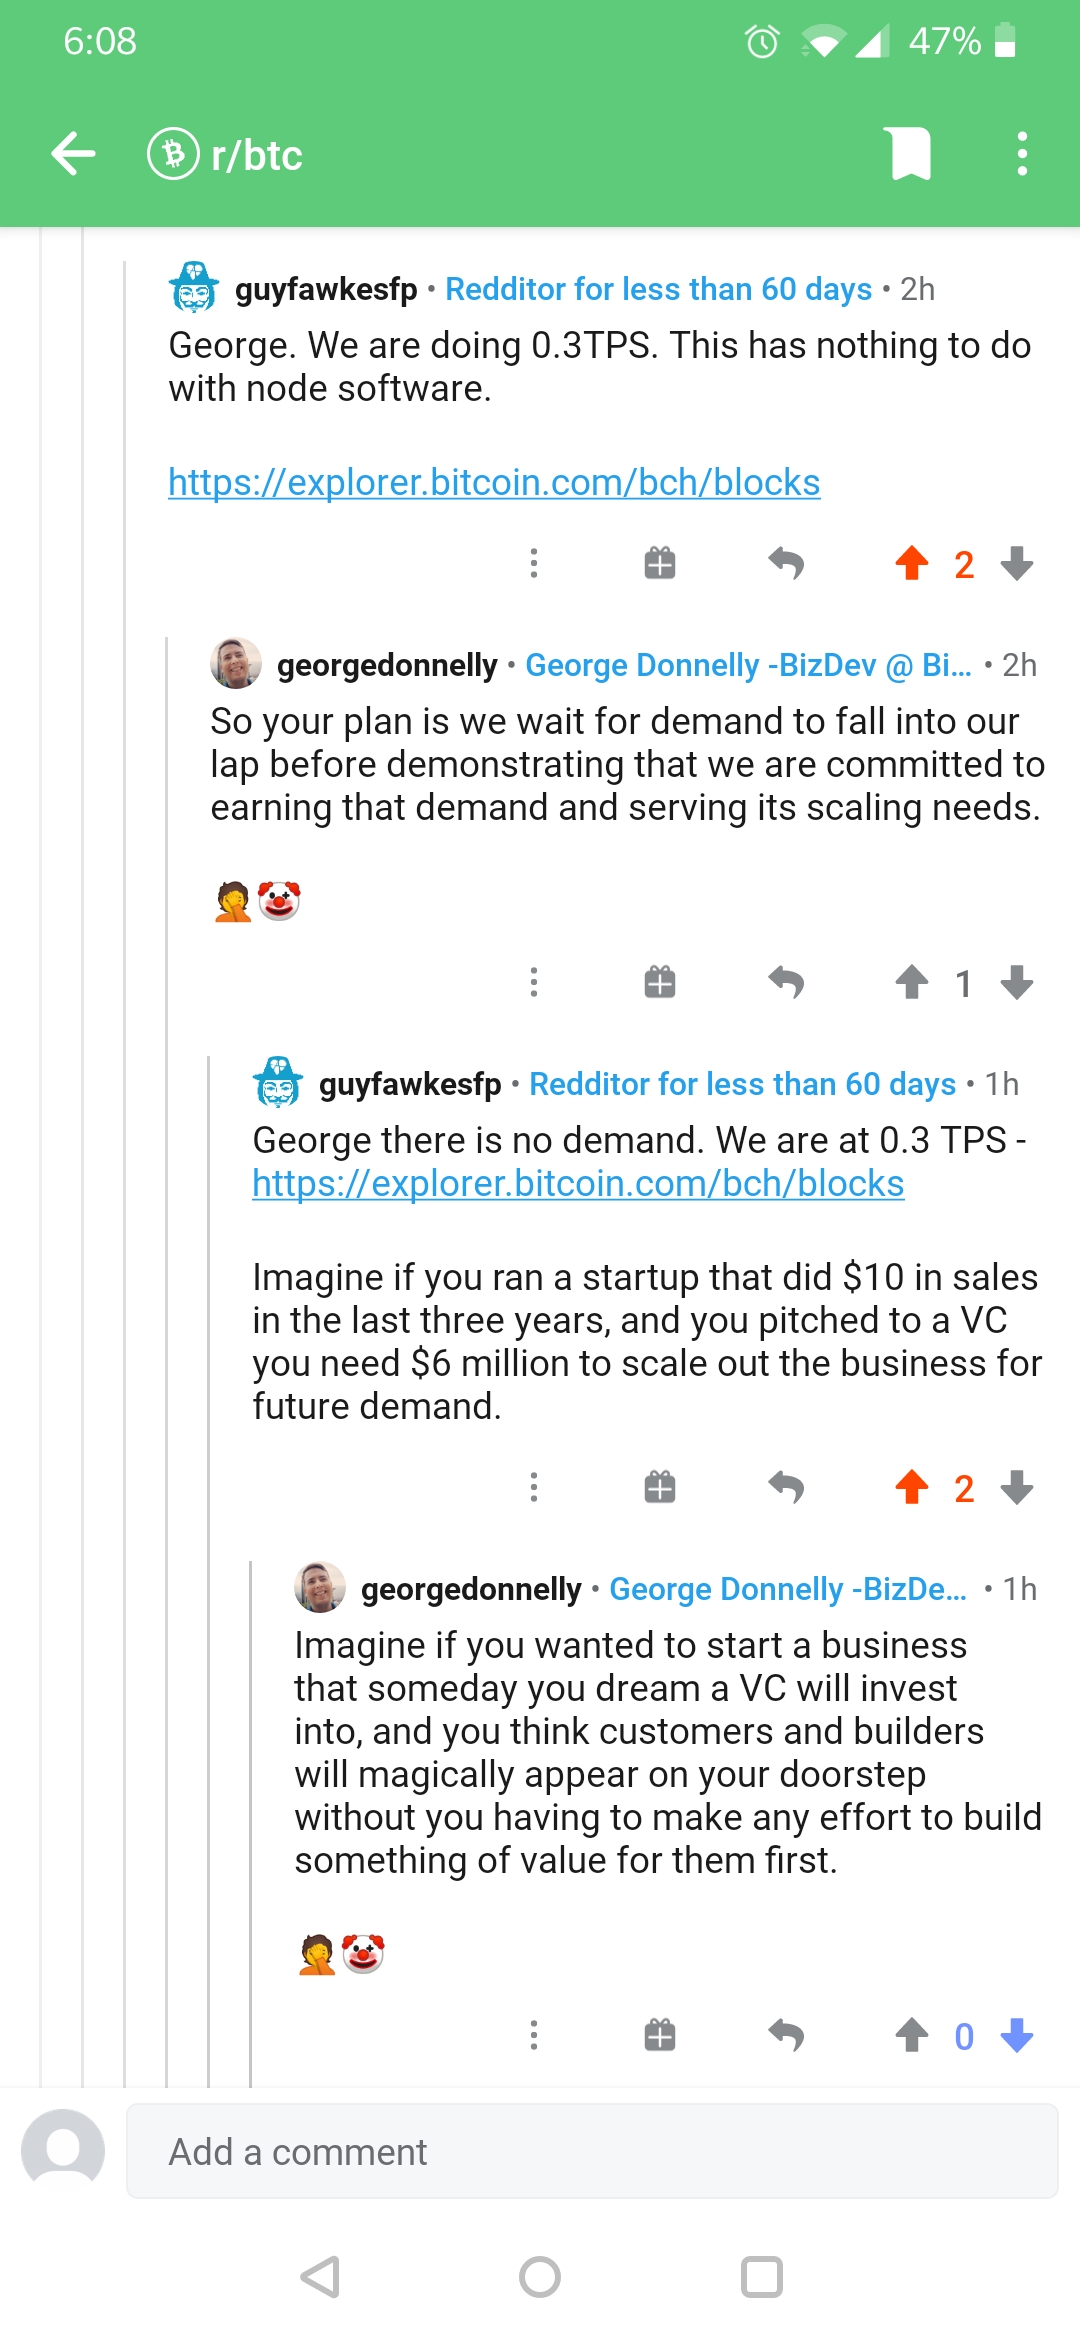 6:08
47%
r/btc
guyfawkesfp • Redditor for less than 60 days • 2h
George. We are doing 0.3TPS. This has nothing to do
with node software.
https://explorer.bitcoin.com/bch/blocks
2
georgedonnelly • George Donnelly -BizDev @ Bi... • 2h
So your plan is we wait for demand to fall into our
lap before demonstrating that we are committed to
earning that demand and serving its scaling needs.
🤦🤡
1
guyfawkesfp • Redditor for less than 60 days • 1h
George there is no demand. We are at 0.3 TPS -
https://explorer.bitcoin.com/bch/blocks
Imagine if you ran a startup that did $10 in sales
in the last three years, and you pitched to a VC
you need $6 million to scale out the business for
future demand.
2
georgedonnelly • George Donnelly -BizDe... • 1h
Imagine if you wanted to start a business
that someday you dream a VC will invest
into, and you think customers and builders
will magically appear on your doorstep
without you having to make any effort to build
something of value for them first.
🤦🤡
0
Add a comment